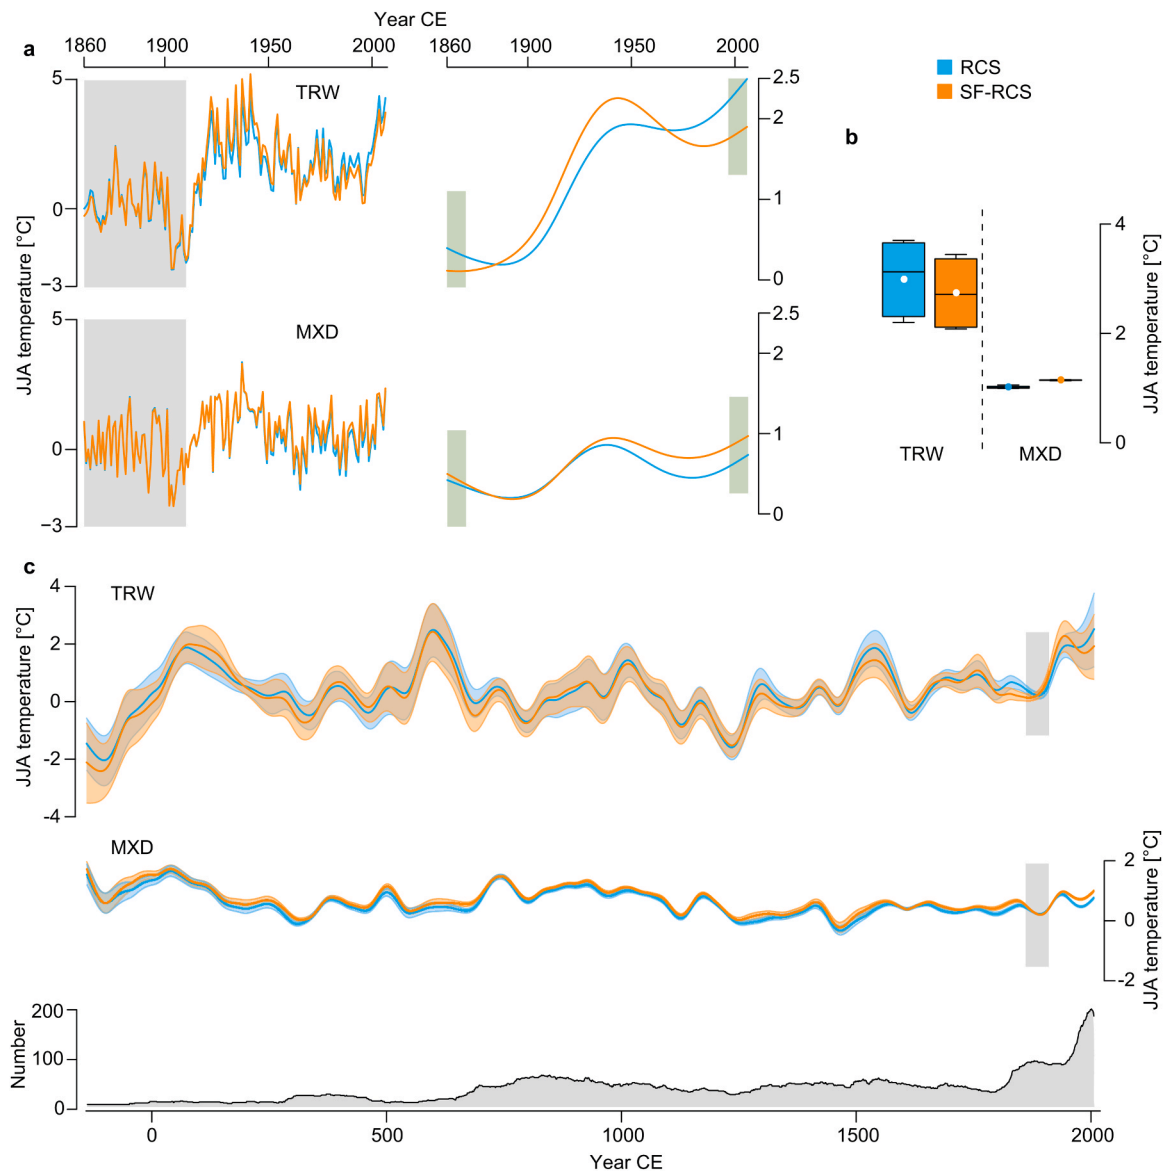 Year CE
a
1860 1900 1950 2000
1860 1900 1950 2000
RCS
SF-RCS
5
0
−3
TRW
2.5
2
1
0
JJA temperature [°C]
5
0
−3
MXD
2.5
2
1
0
b
4
2
0
JJA temperature [°C]
TRW MXD
c
TRW
4
2
0
-2
-4
JJA temperature [°C]
MXD
2
0
-2
JJA temperature [°C]
200
100
0
Number
0 500 1000 1500 2000
Year CE